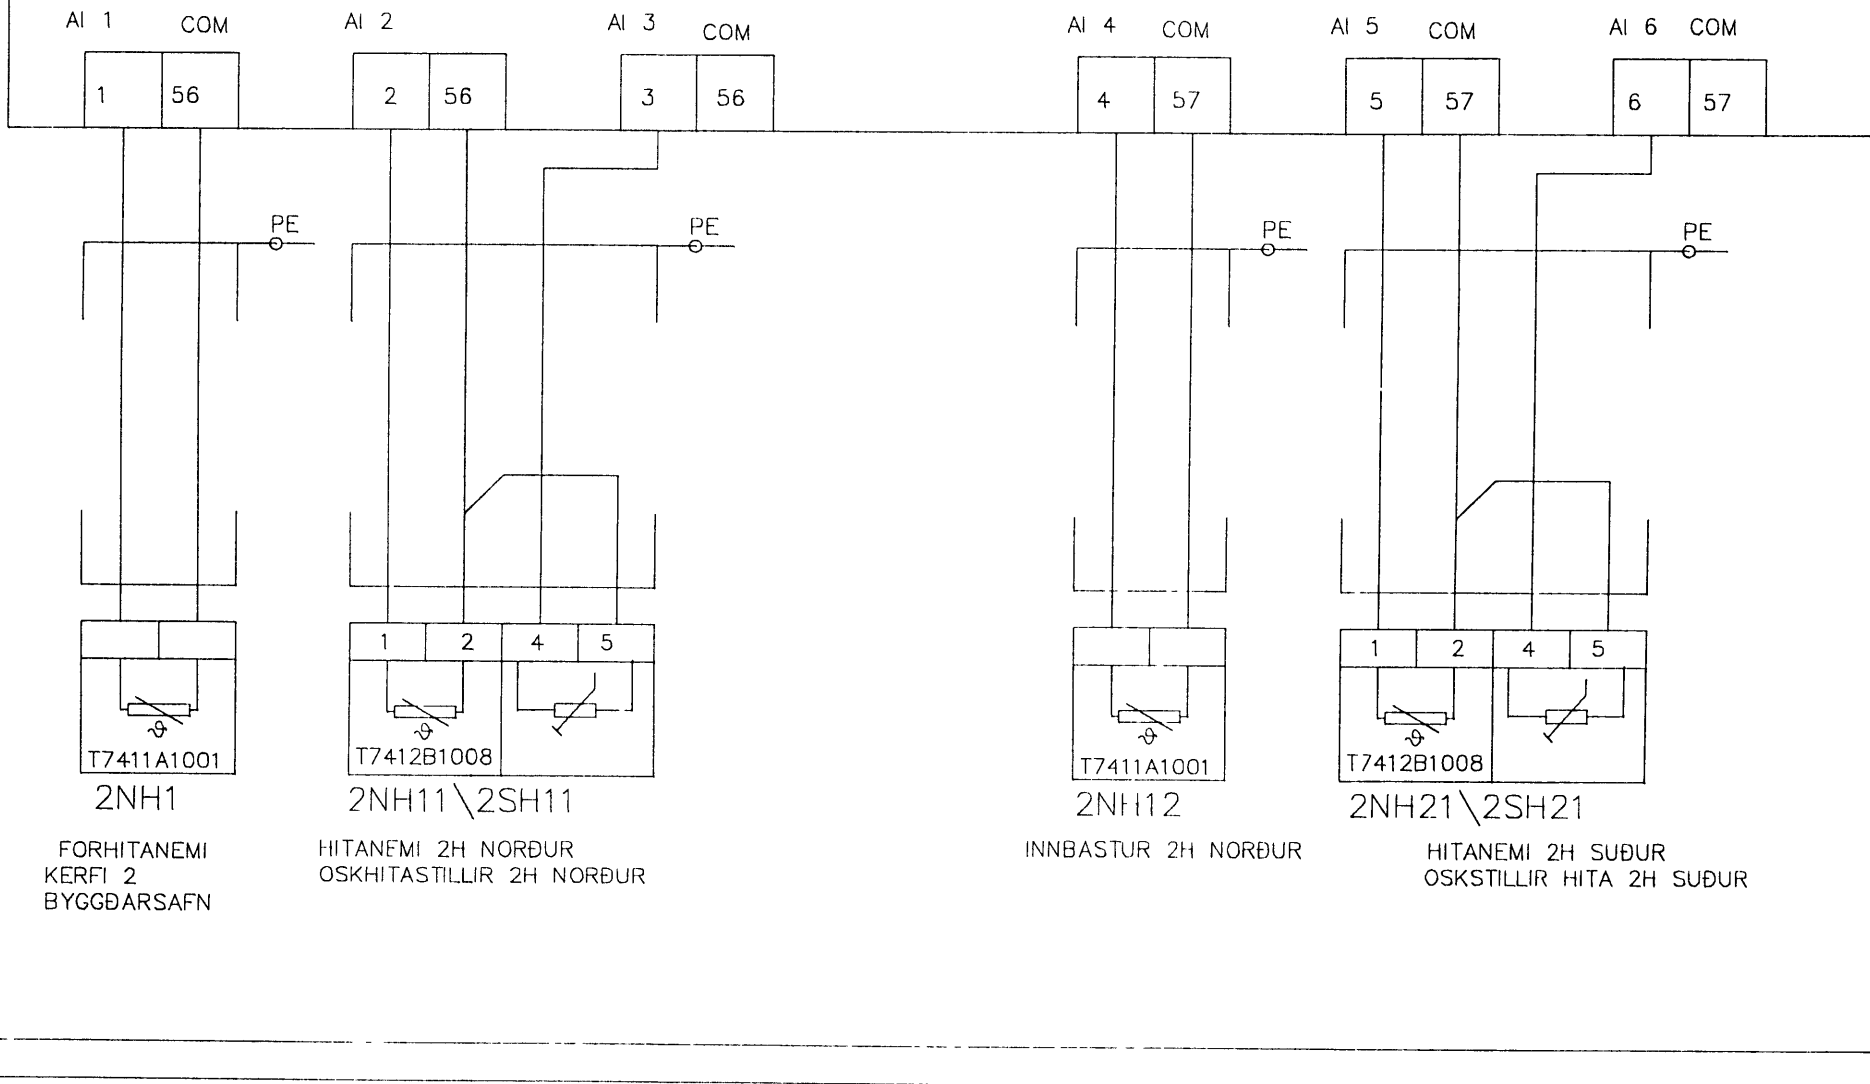 AI 1 COM AI 2 AI 3 COM AI 4 COM AI 5 COM AI 6 COM
1 56 2 56 3 56 4 57 5 57 6 57
PE PE PE PE
1 2 4 5 1 2 4 5
ϑ ϑ ϑ ϑ
T7411A1001 T7412B1008 T7411A1001 T7412B1008
2NH1 2NH11\2SH11 2NH12 2NH21\2SH21
FORHITANEMI
KERFI 2
BYGGÐARSAFN
HITANEMI 2H NORÐUR
OSKHITASTILLIR 2H NORÐUR
INNBASTUR 2H NORÐUR
HITANEMI 2H SUÐUR
OSKSTILLIR HITA 2H SUÐUR